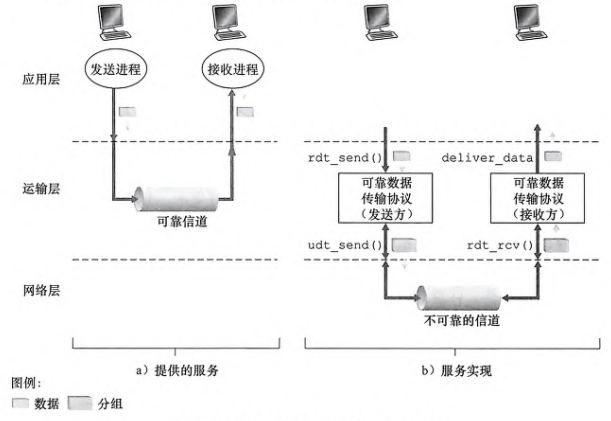 应用层
发送进程
接收进程
运输层
可靠信道
网络层
a）提供的服务
rdt_send()
deliver_data
可靠数据
传输协议
（发送方）
可靠数据
传输协议
（接收方）
udt_send()
rdt_rcv()
不可靠的信道
b）服务实现
图例：
数据
分组